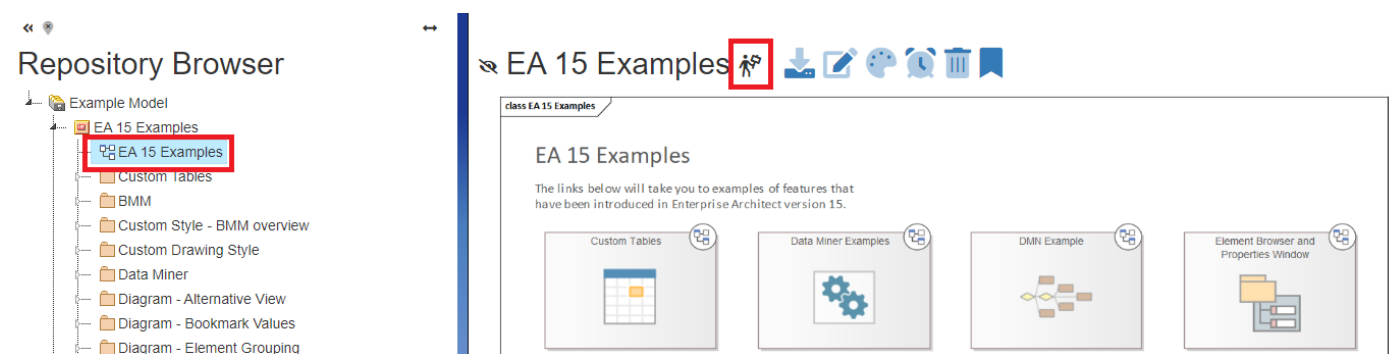 Repository Browser
Example Model
EA 15 Examples
EA 15 Examples
Custom Tables
BMM
Custom Style - BMM overview
Custom Drawing Style
Data Miner
Diagram - Alternative View
Diagram - Bookmark Values
Diagram - Element Grouping
EA 15 Examples
class EA 15 Examples
EA 15 Examples
The links below will take you to examples of features that
have been introduced in Enterprise Architect version 15.
Custom Tables
Data Miner Examples
DMN Example
Element Browser and
Properties Window